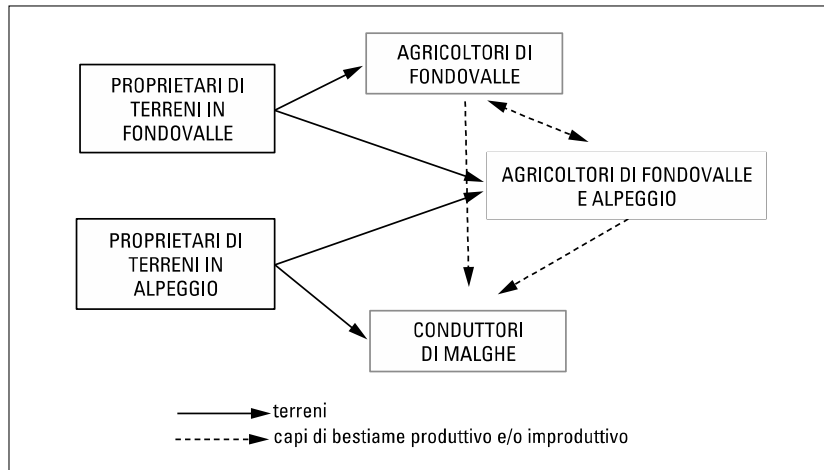 PROPRIETARI DI
TERRENI IN
FONDOVALLE
AGRICOLTORI DI
FONDOVALLE
AGRICOLTORI DI FONDOVALLE
E ALPEGGIO
PROPRIETARI DI
TERRENI IN
ALPEGGIO
CONDUTTORI
DI MALGHE
terreni
capi di bestiame produttivo e/o improduttivo